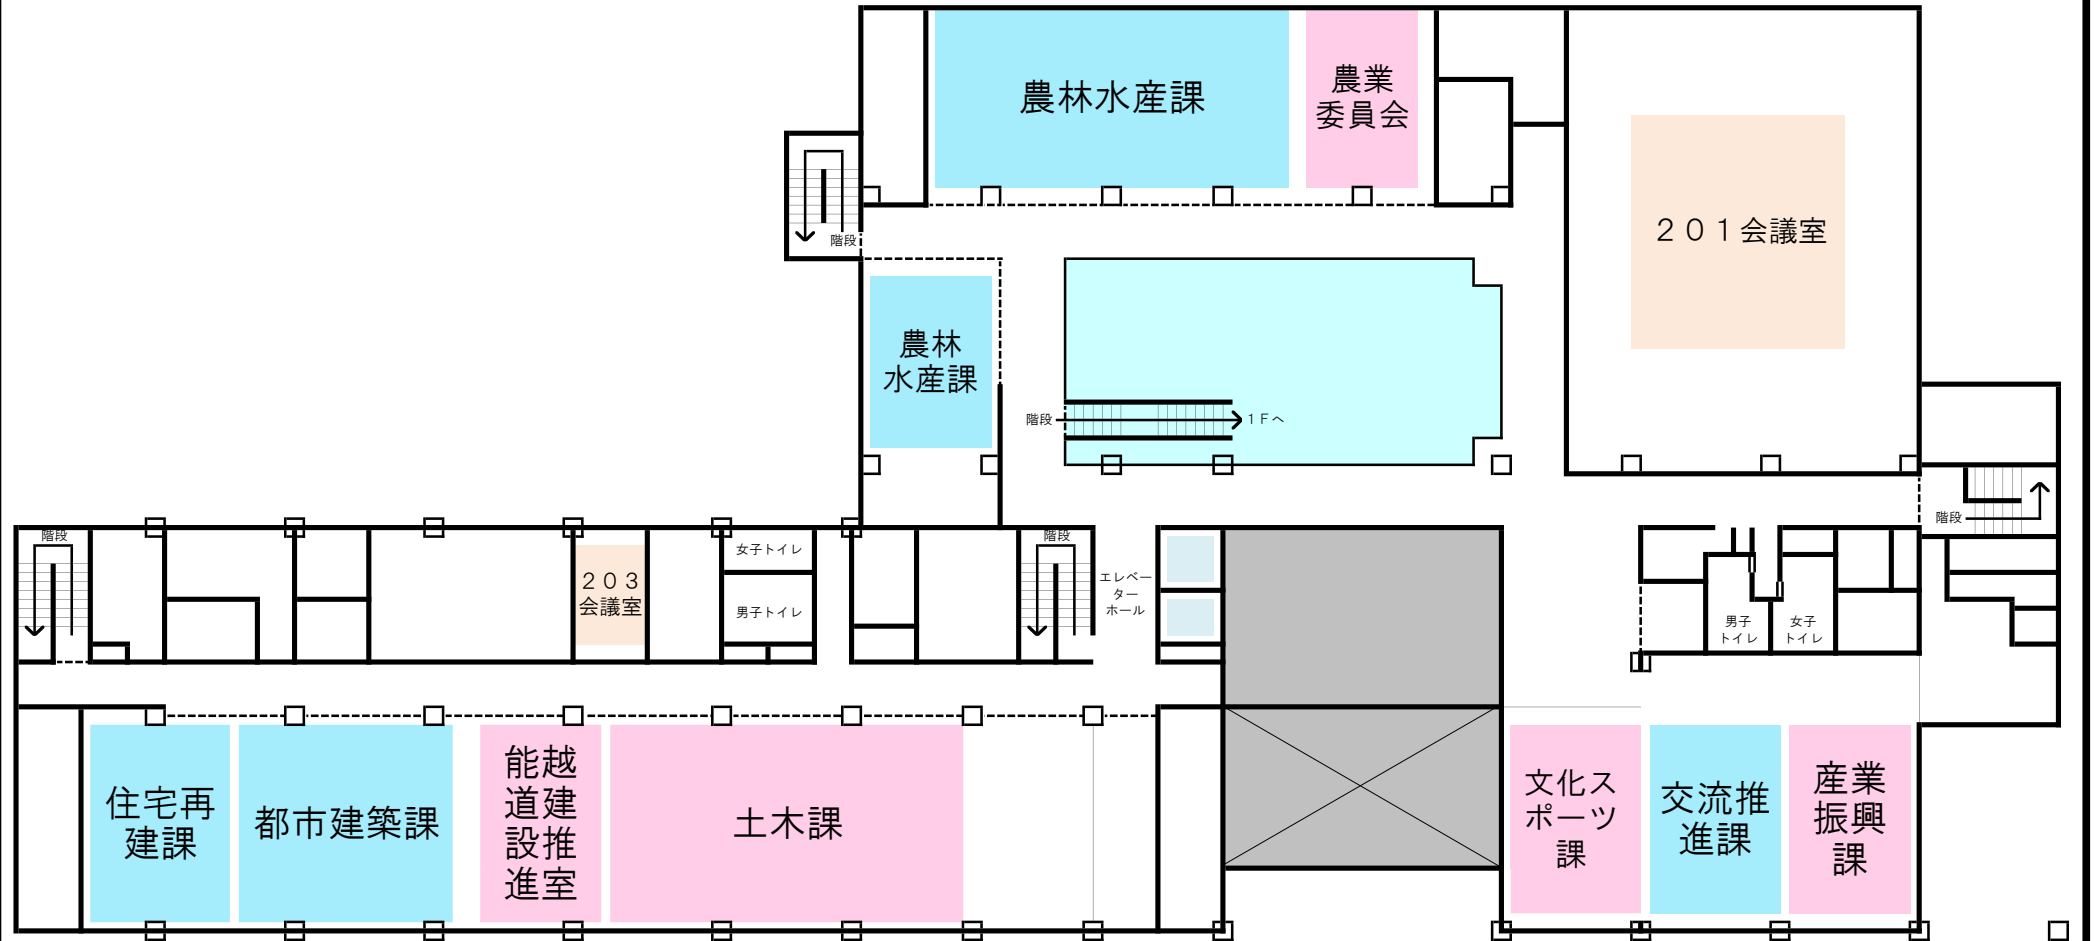 農林水産課
農業
委員会
２０１会議室
階段
農林
水産課
階段
１Ｆへ
階段
階段
２０３
会議室
女子トイレ
男子トイレ
階段
エレベー
ター
ホール
男子
トイレ
女子
トイレ
住宅再
建課
都市建築課
能越
道建
設推
進室
土木課
文化ス
ポーツ
課
交流推
進課
産業
振興
課